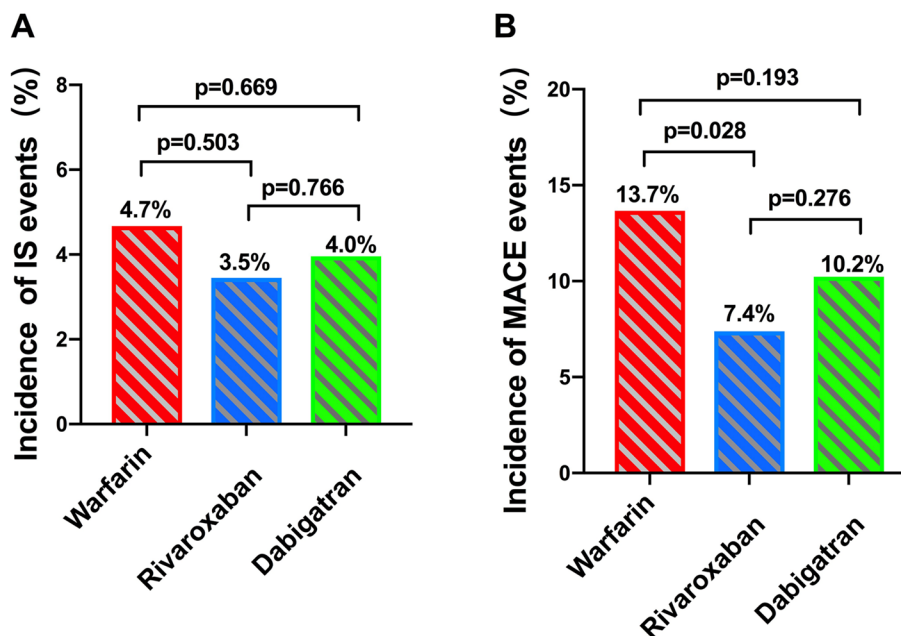 A
Incidence of IS events (%)
8
6
4
2
0
p=0.669
p=0.503
p=0.766
4.7%
3.5%
4.0%
Warfarin
Rivaroxaban
Dabigatran
B
Incidence of MACE events (%)
20
15
10
5
0
p=0.193
p=0.028
p=0.276
13.7%
7.4%
10.2%
Warfarin
Rivaroxaban
Dabigatran